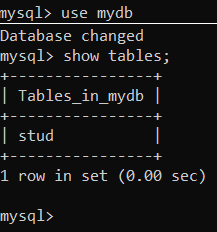 mysql> use mydb
Database changed
mysql> show tables;
+----------------+
| Tables_in_mydb |
+----------------+
| stud           |
+----------------+
1 row in set (0.00 sec)
mysql>